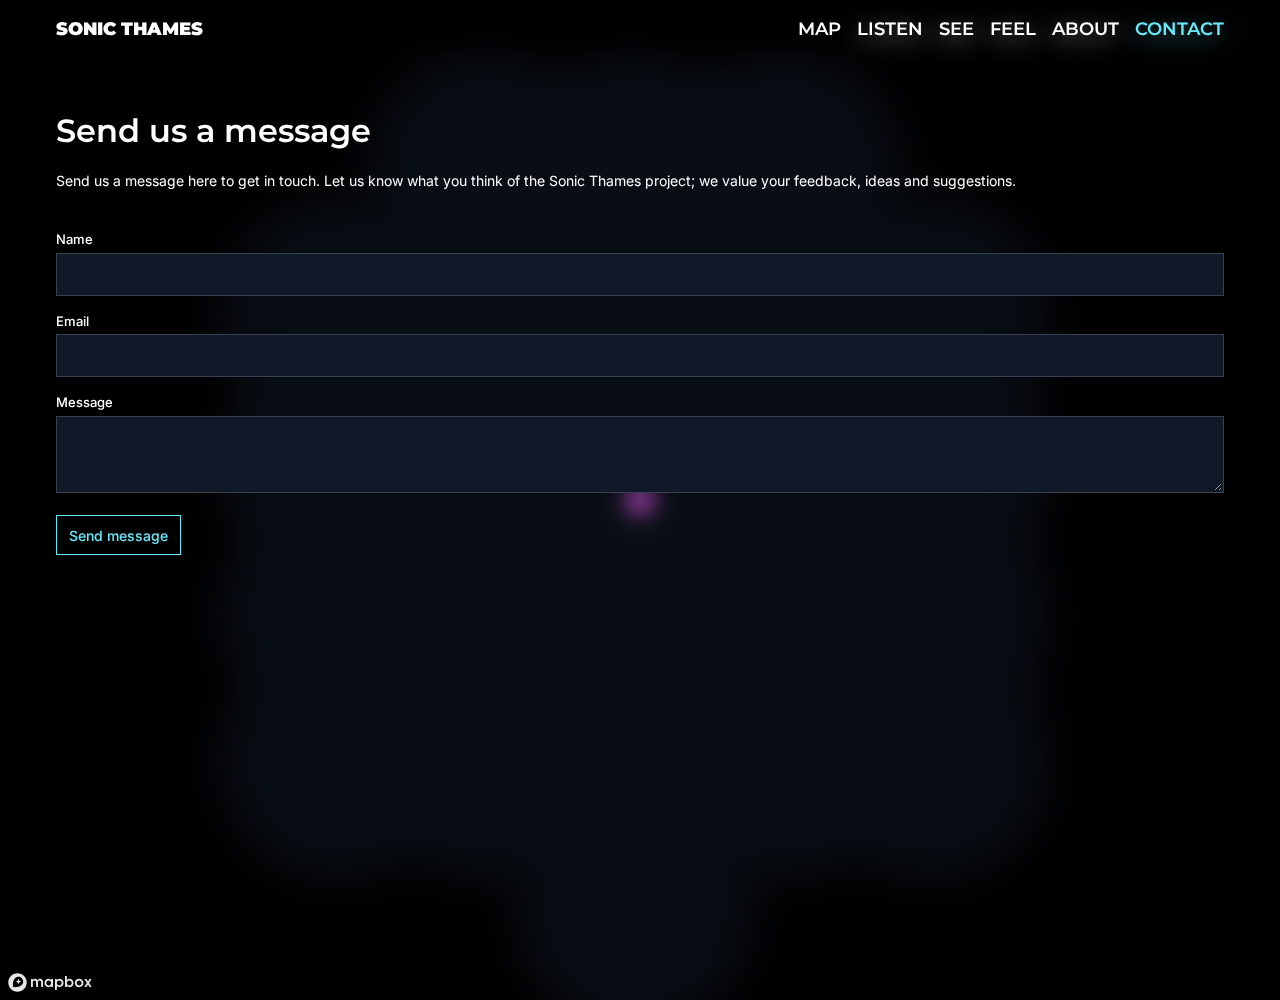 SONIC THAMES
MAP LISTEN SEE FEEL ABOUT CONTACT
Send us a message
Send us a message here to get in touch. Let us know what you think of the Sonic Thames project; we value your feedback, ideas and suggestions.
Name
Email
Message
Send message
mapbox